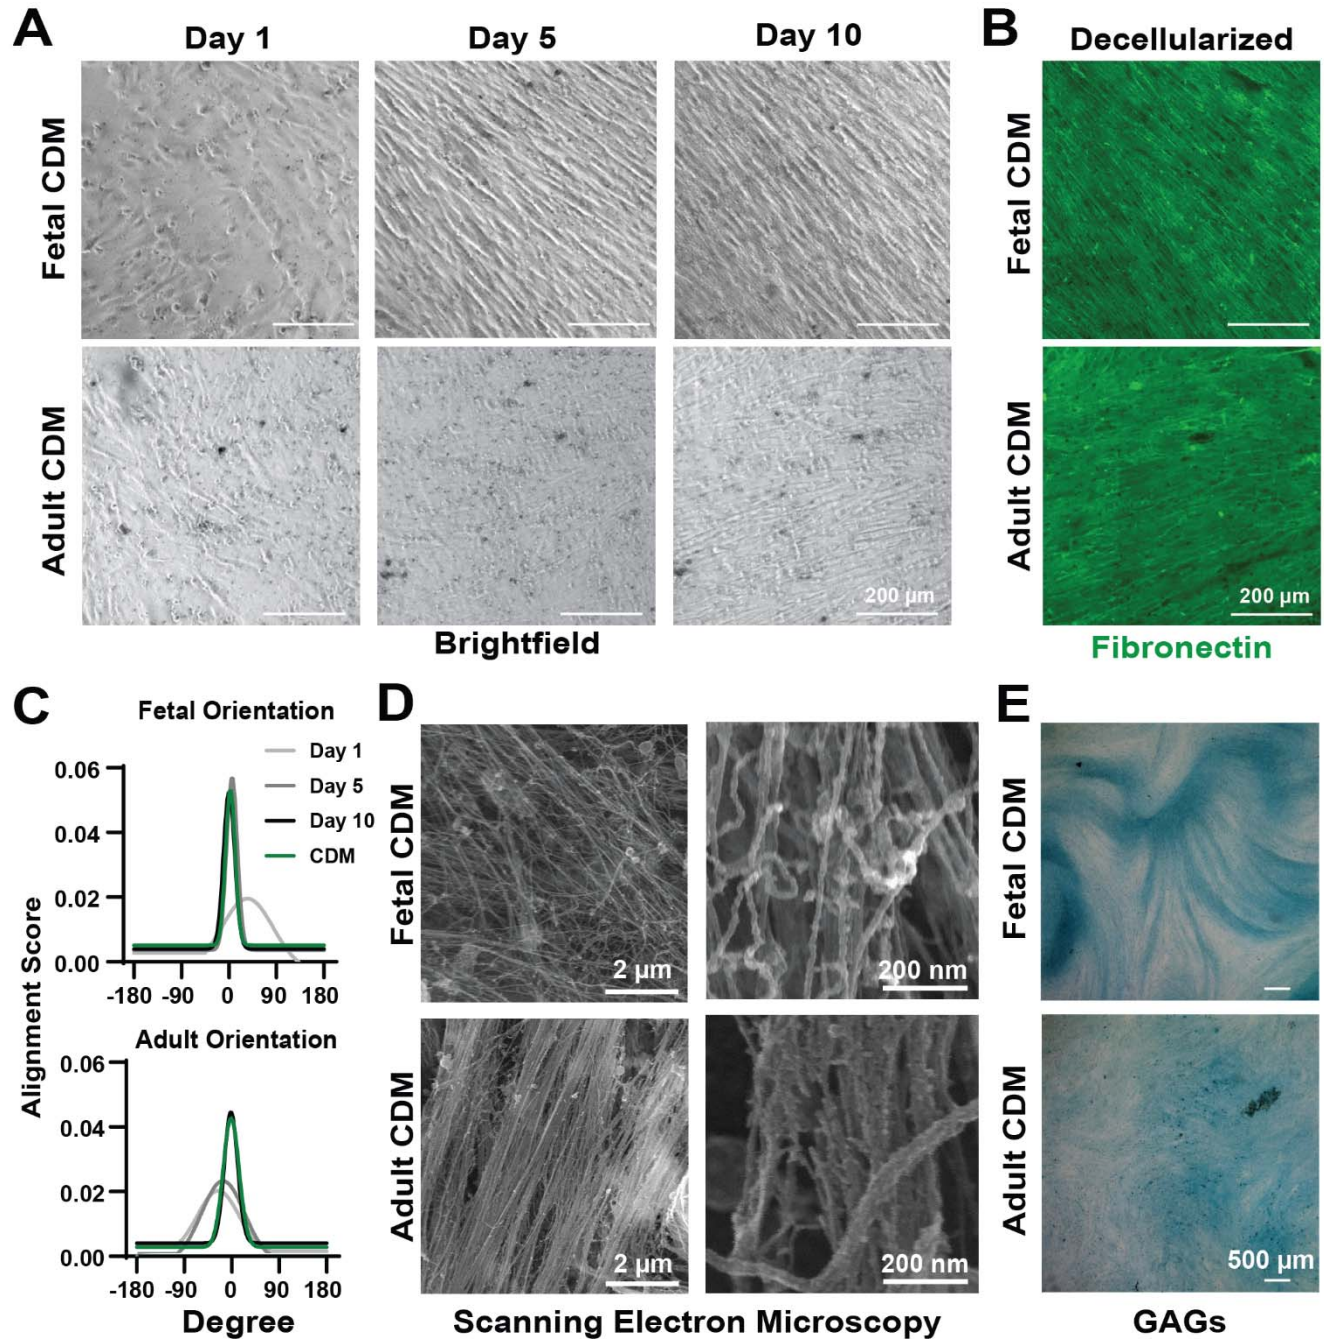 A
Day 1
Day 5
Day 10
Fetal CDM
Adult CDM
200 µm
Brightfield
B
Decellularized
Fetal CDM
Adult CDM
200 µm
Fibronectin
C
Fetal Orientation
Day 1
Day 5
Day 10
CDM
0.06
0.04
0.02
0.00
-180 -90 0 90 180
Adult Orientation
0.06
0.04
0.02
0.00
-180 -90 0 90 180
Alignment Score
Degree
D
Fetal CDM
2 µm
200 nm
Adult CDM
2 µm
200 nm
Scanning Electron Microscopy
E
Fetal CDM
Adult CDM
500 µm
GAGs